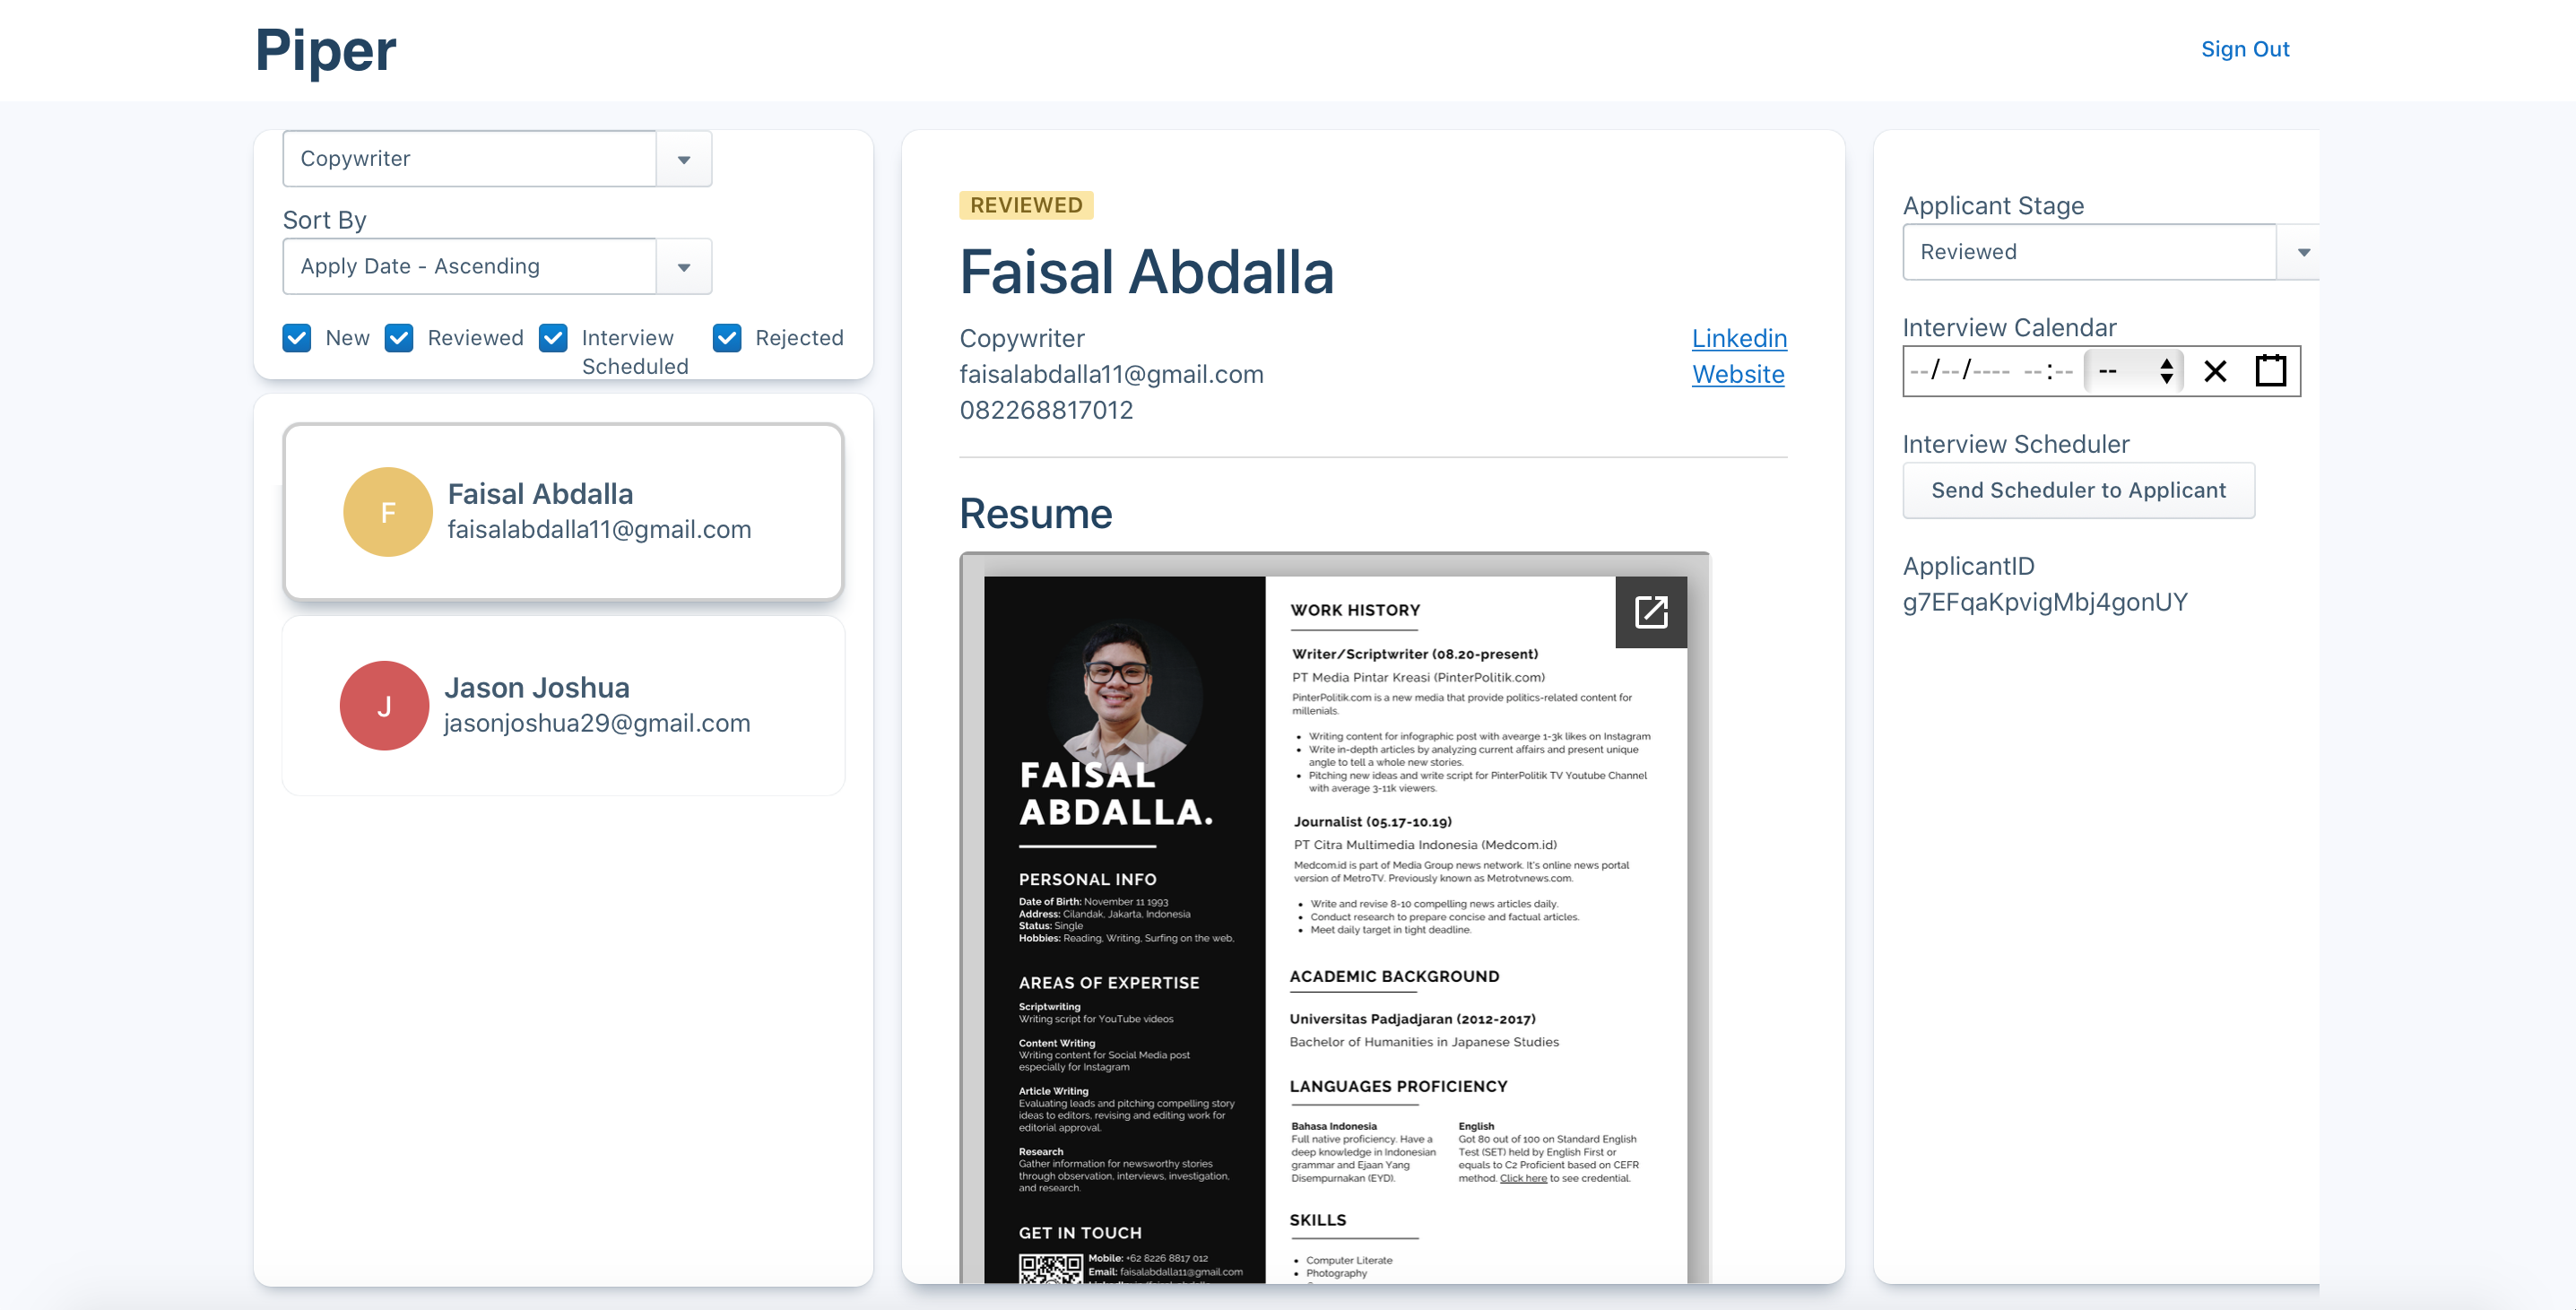 Piper
Sign Out
Copywriter
Sort By
Apply Date - Ascending
New
Reviewed
Interview
Scheduled
Rejected
F
Faisal Abdalla
faisalabdalla11@gmail.com
J
Jason Joshua
jasonjoshua29@gmail.com
REVIEWED
Faisal Abdalla
Copywriter
faisalabdalla11@gmail.com
082268817012
Linkedin
Website
Resume
FAISAL
ABDALLA.
PERSONAL INFO
Date of Birth: November 11 1993
Address: Cilandak, Jakarta, Indonesia
Status: Single
Hobbies: Reading, Writing, Surfing on the web,
AREAS OF EXPERTISE
Scriptwriting
Writing script for YouTube videos
Content Writing
Writing content for Social Media post
especially for Instagram
Article Writing
Evaluating leads and pitching compelling story
ideas to editors, revising and editing work for
editorial approval.
Research
Gather information for newsworthy stories
through observation, interviews, investigation,
and research.
GET IN TOUCH
Mobile: +62 8226 8817 012
Email: faisalabdalla11@gmail.com
WORK HISTORY
Writer/Scriptwriter (08.20-present)
PT Media Pintar Kreasi (PinterPolitik.com)
PinterPolitik.com is a new media that provide politics-related content for
millenials.
• Writing content for infographic post with avearge 1-3k likes on Instagram
• Write in-depth articles by analyzing current affairs and present unique
angle to tell a whole new stories.
• Pitching new ideas and write script for PinterPolitik TV Youtube Channel
with average 3-11k viewers.
Journalist (05.17-10.19)
PT Citra Multimedia Indonesia (Medcom.id)
Medcom.id is part of Media Group news network. It's online news portal
version of MetroTV. Previously known as Metrotvnews.com.
• Write and revise 8-10 compelling news articles daily.
• Conduct research to prepare concise and factual articles.
• Meet daily target in tight deadline.
ACADEMIC BACKGROUND
Universitas Padjadjaran (2012-2017)
Bachelor of Humanities in Japanese Studies
LANGUAGES PROFICIENCY
Bahasa Indonesia
Full native proficiency. Have a
deep knowledge in Indonesian
grammar and Ejaan Yang
Disempurnakan (EYD).
English
Got 80 out of 100 on Standard English
Test (SET) held by English First or
equals to C2 Proficient based on CEFR
method. Click here to see credential.
SKILLS
• Computer Literate
• Photography
Applicant Stage
Reviewed
Interview Calendar
--/--/---- --:-- --
Interview Scheduler
Send Scheduler to Applicant
ApplicantID
g7EFqaKpvigMbj4gonUY